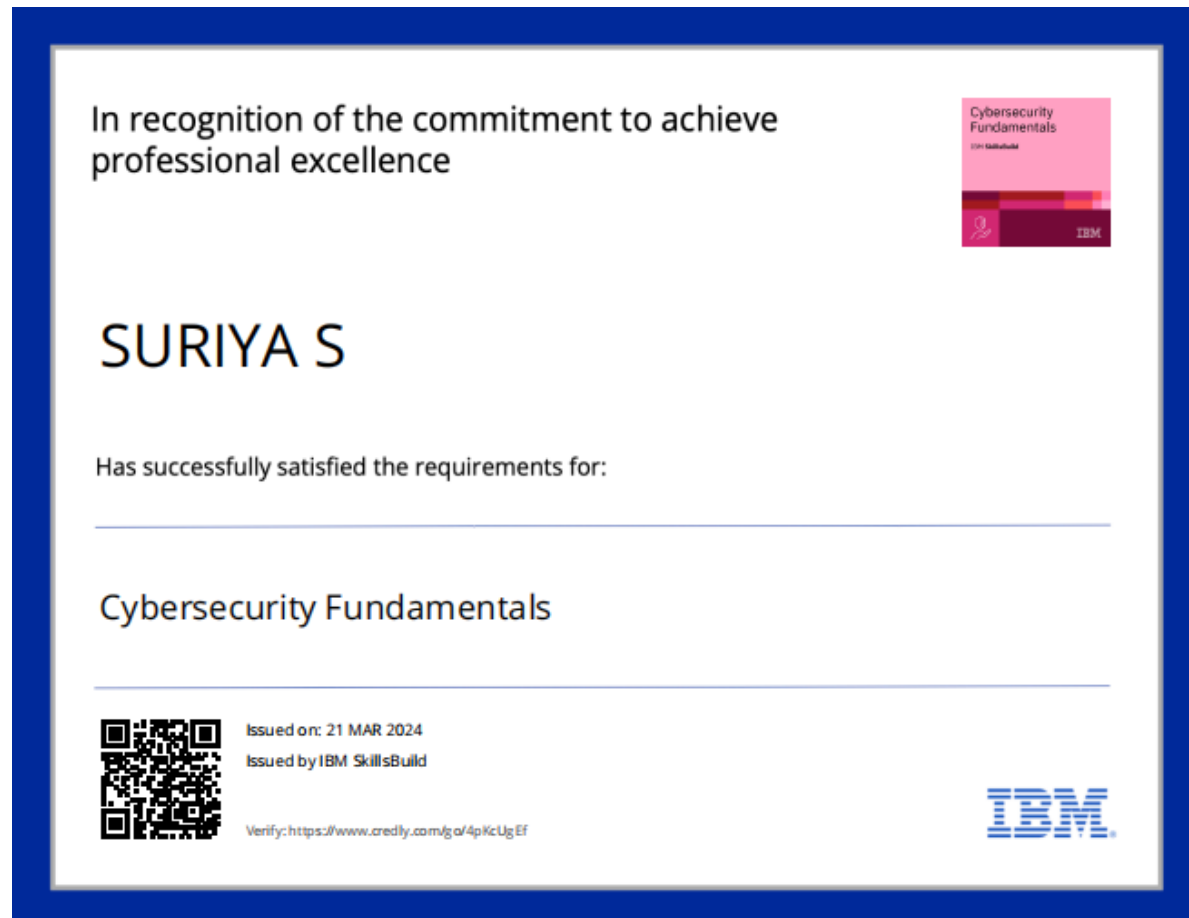 In recognition of the commitment to achieve
professional excellence
Cybersecurity
Fundamentals
IBM SkillsBuild
IBM
SURIYA S
Has successfully satisfied the requirements for:
Cybersecurity Fundamentals
Issued on: 21 MAR 2024
Issued by IBM SkillsBuild
Verify: https://www.credly.com/go/4pKcUgEf
IBM